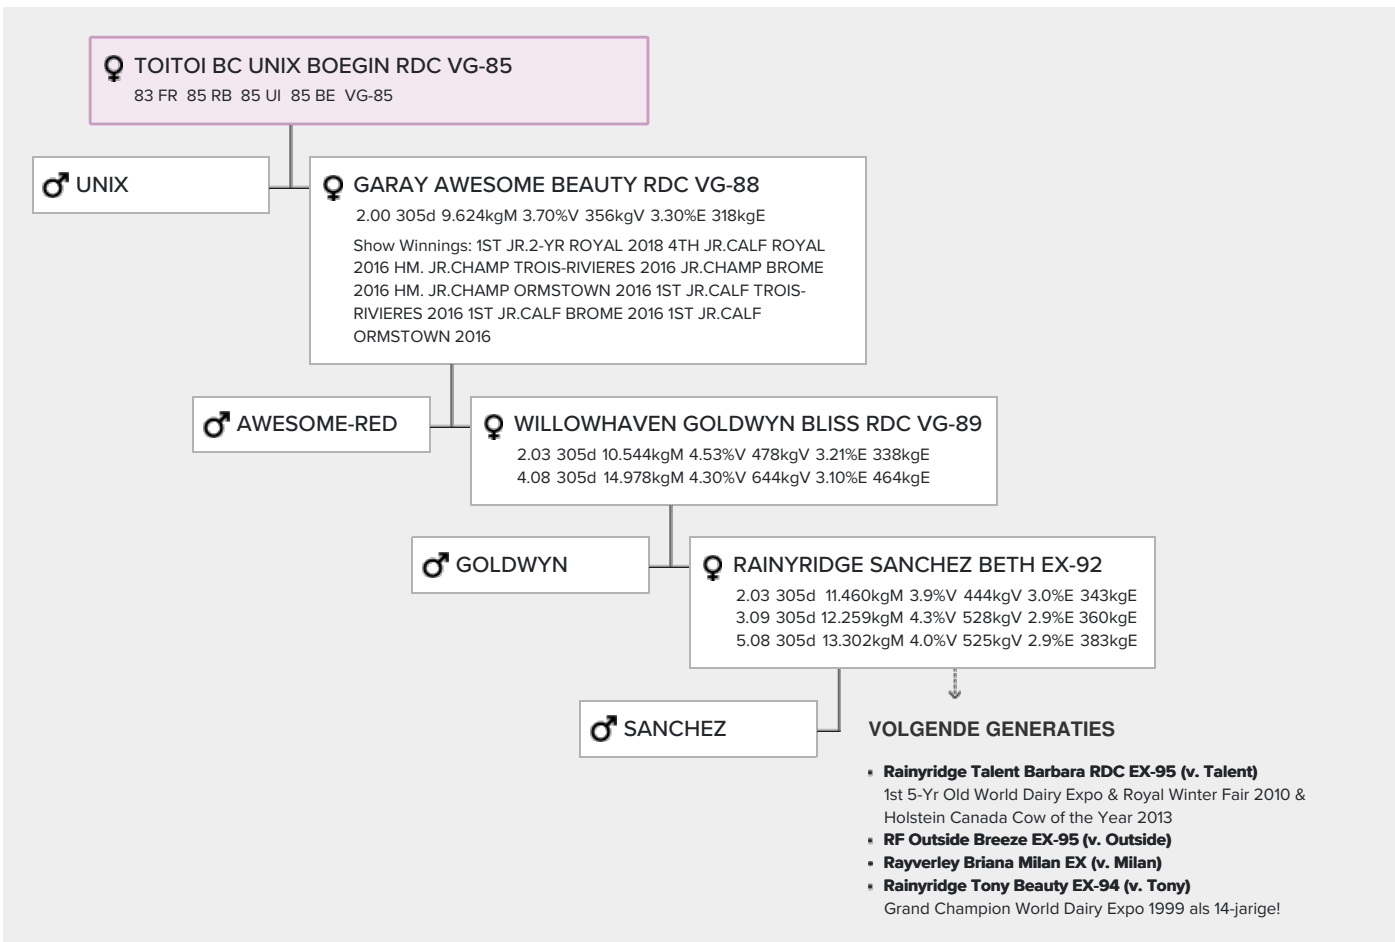 TOITOI BC UNIX BOEGIN RDC VG-85
83 FR 85 RB 85 UI 85 BE VG-85
UNIX
GARAY AWESOME BEAUTY RDC VG-88
2.00 305d 9.624kgM 3.70%V 356kgV 3.30%E 318kgE
Show Winnings: 1ST JR.2-YR ROYAL 2018 4TH JR.CALF ROYAL
2016 HM. JR.CHAMP TROIS-RIVIERES 2016 JR.CHAMP BROME
2016 HM. JR.CHAMP ORMSTOWN 2016 1ST JR.CALF TROIS-
RIVIERES 2016 1ST JR.CALF BROME 2016 1ST JR.CALF
ORMSTOWN 2016
AWESOME-RED
WILLOWHAVEN GOLDWYN BLISS RDC VG-89
2.03 305d 10.544kgM 4.53%V 478kgV 3.21%E 338kgE
4.08 305d 14.978kgM 4.30%V 644kgV 3.10%E 464kgE
GOLDWYN
RAINYRIDGE SANCHEZ BETH EX-92
2.03 305d 11.460kgM 3.9%V 444kgV 3.0%E 343kgE
3.09 305d 12.259kgM 4.3%V 528kgV 2.9%E 360kgE
5.08 305d 13.302kgM 4.0%V 525kgV 2.9%E 383kgE
SANCHEZ
VOLGENDE GENERATIES
▪ Rainyridge Talent Barbara RDC EX-95 (v. Talent)
1st 5-Yr Old World Dairy Expo & Royal Winter Fair 2010 &
Holstein Canada Cow of the Year 2013
▪ RF Outside Breeze EX-95 (v. Outside)
▪ Rayverley Briana Milan EX (v. Milan)
▪ Rainyridge Tony Beauty EX-94 (v. Tony)
Grand Champion World Dairy Expo 1999 als 14-jarige!